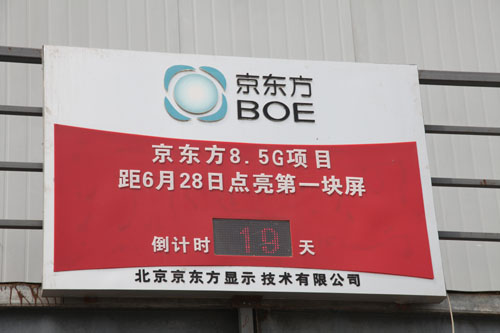 京东方
BOE
京东方8.5G项目
距6月28日点亮第一块屏
倒计时 19 天
北京京东方显示 技术有限公司